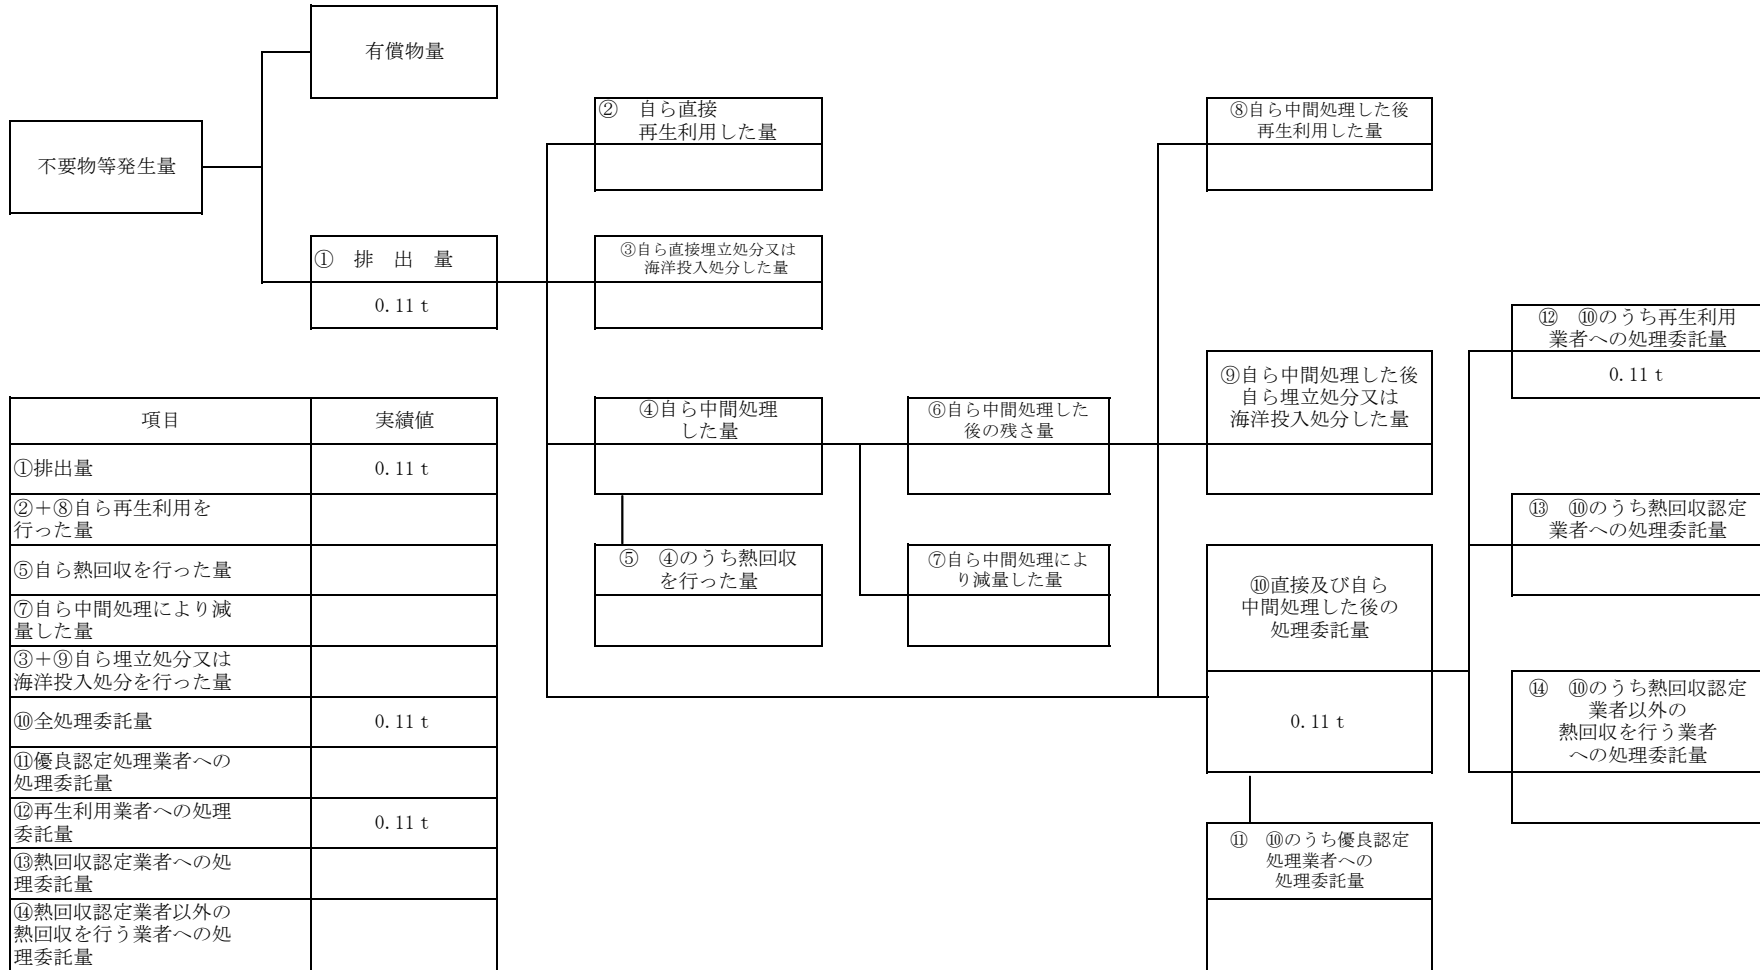 有償物量
不要物等発生量
① 排 出 量
0.11 t
② 自ら直接
再生利用した量
③自ら直接埋立処分又は
海洋投入処分した量
④自ら中間処理
した量
⑤ ④のうち熱回収
を行った量
⑥自ら中間処理した
後の残さ量
⑦自ら中間処理によ
り減量した量
⑧自ら中間処理した後
再生利用した量
⑨自ら中間処理した後
自ら埋立処分又は
海洋投入処分した量
⑩直接及び自ら
中間処理した後の
処理委託量
0.11 t
⑪ ⑩のうち優良認定
処理業者への
処理委託量
⑫ ⑩のうち再生利用
業者への処理委託量
0.11 t
⑬ ⑩のうち熱回収認定
業者への処理委託量
⑭ ⑩のうち熱回収認定
業者以外の
熱回収を行う業者
への処理委託量
項目 実績値
①排出量 0.11 t
②＋⑧自ら再生利用を
行った量
⑤自ら熱回収を行った量
⑦自ら中間処理により減
量した量
③＋⑨自ら埋立処分又は
海洋投入処分を行った量
⑩全処理委託量 0.11 t
⑪優良認定処理業者への
処理委託量
⑫再生利用業者への処理
委託量 0.11 t
⑬熱回収認定業者への処
理委託量
⑭熱回収認定業者以外の
熱回収を行う業者への処
理委託量